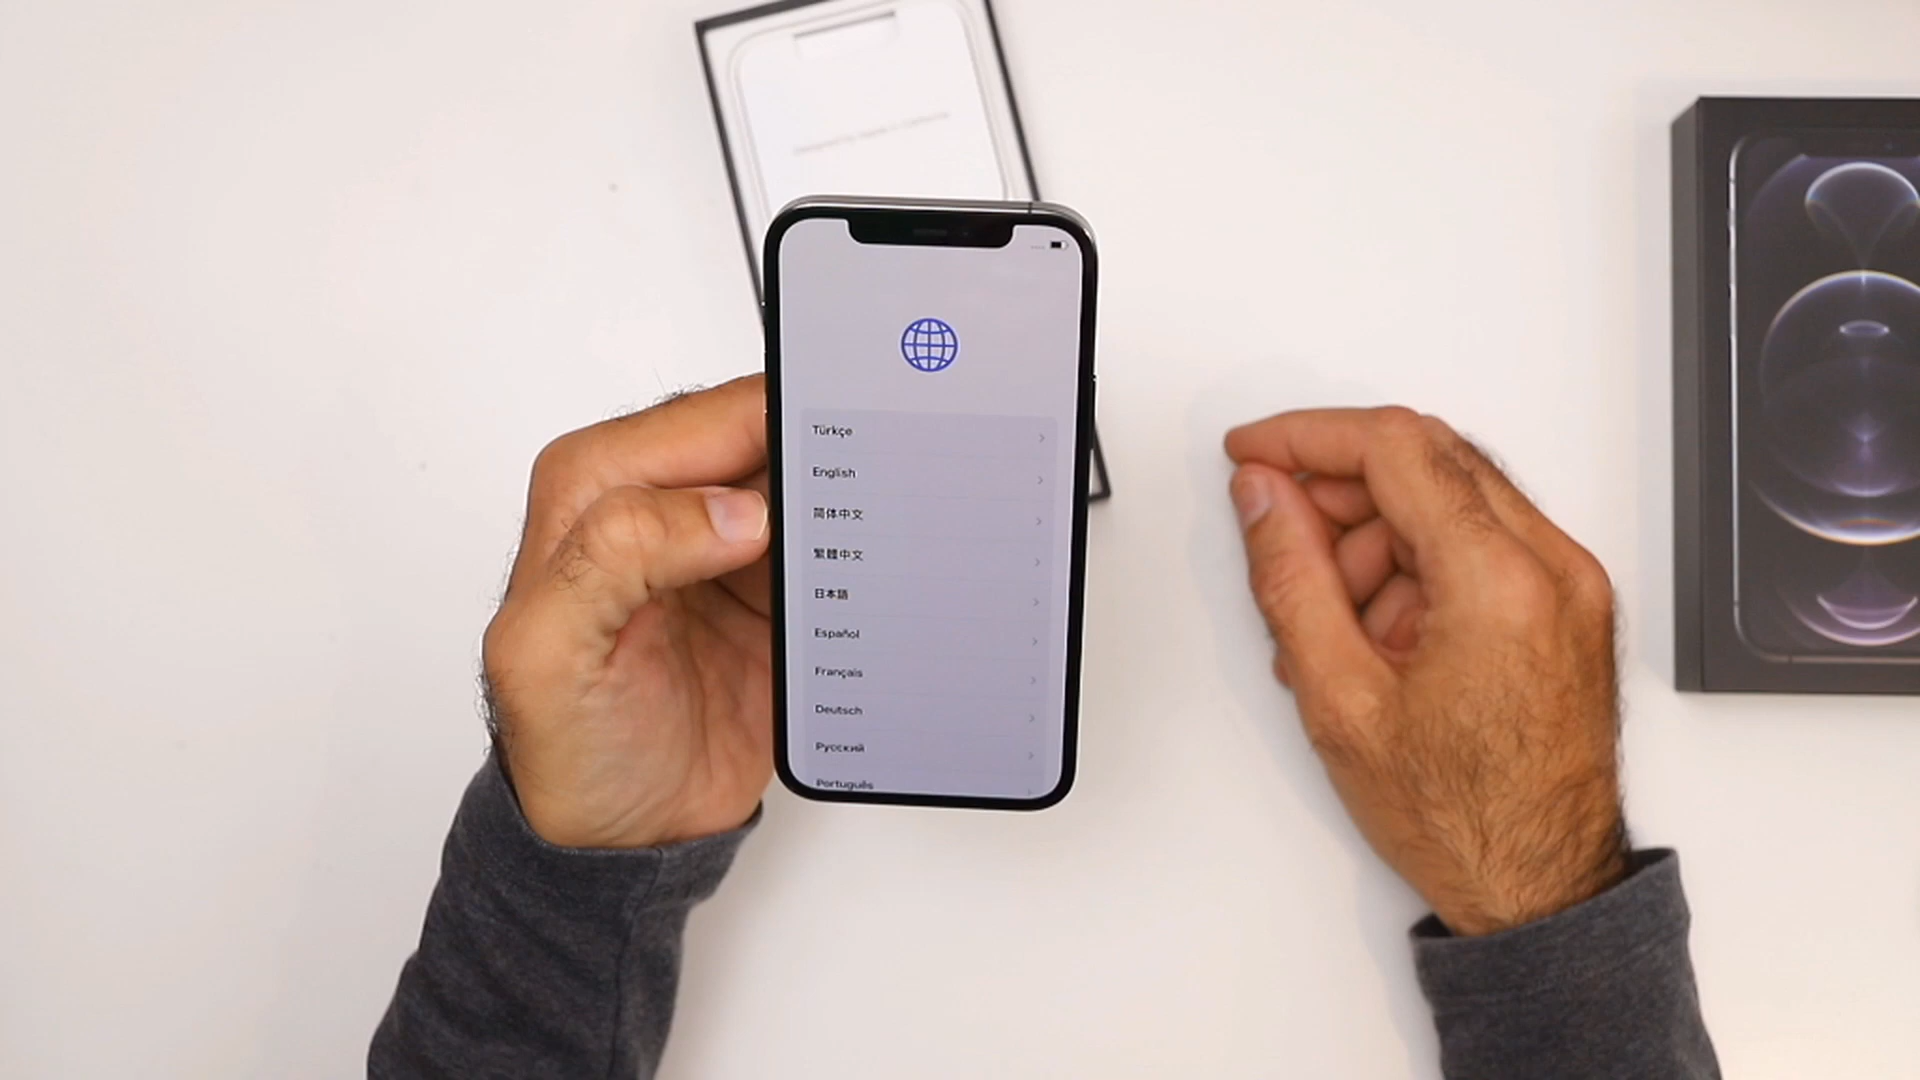 Türkçe
English
简体中文
繁體中文
日本語
Español
Français
Deutsch
Русский
Português